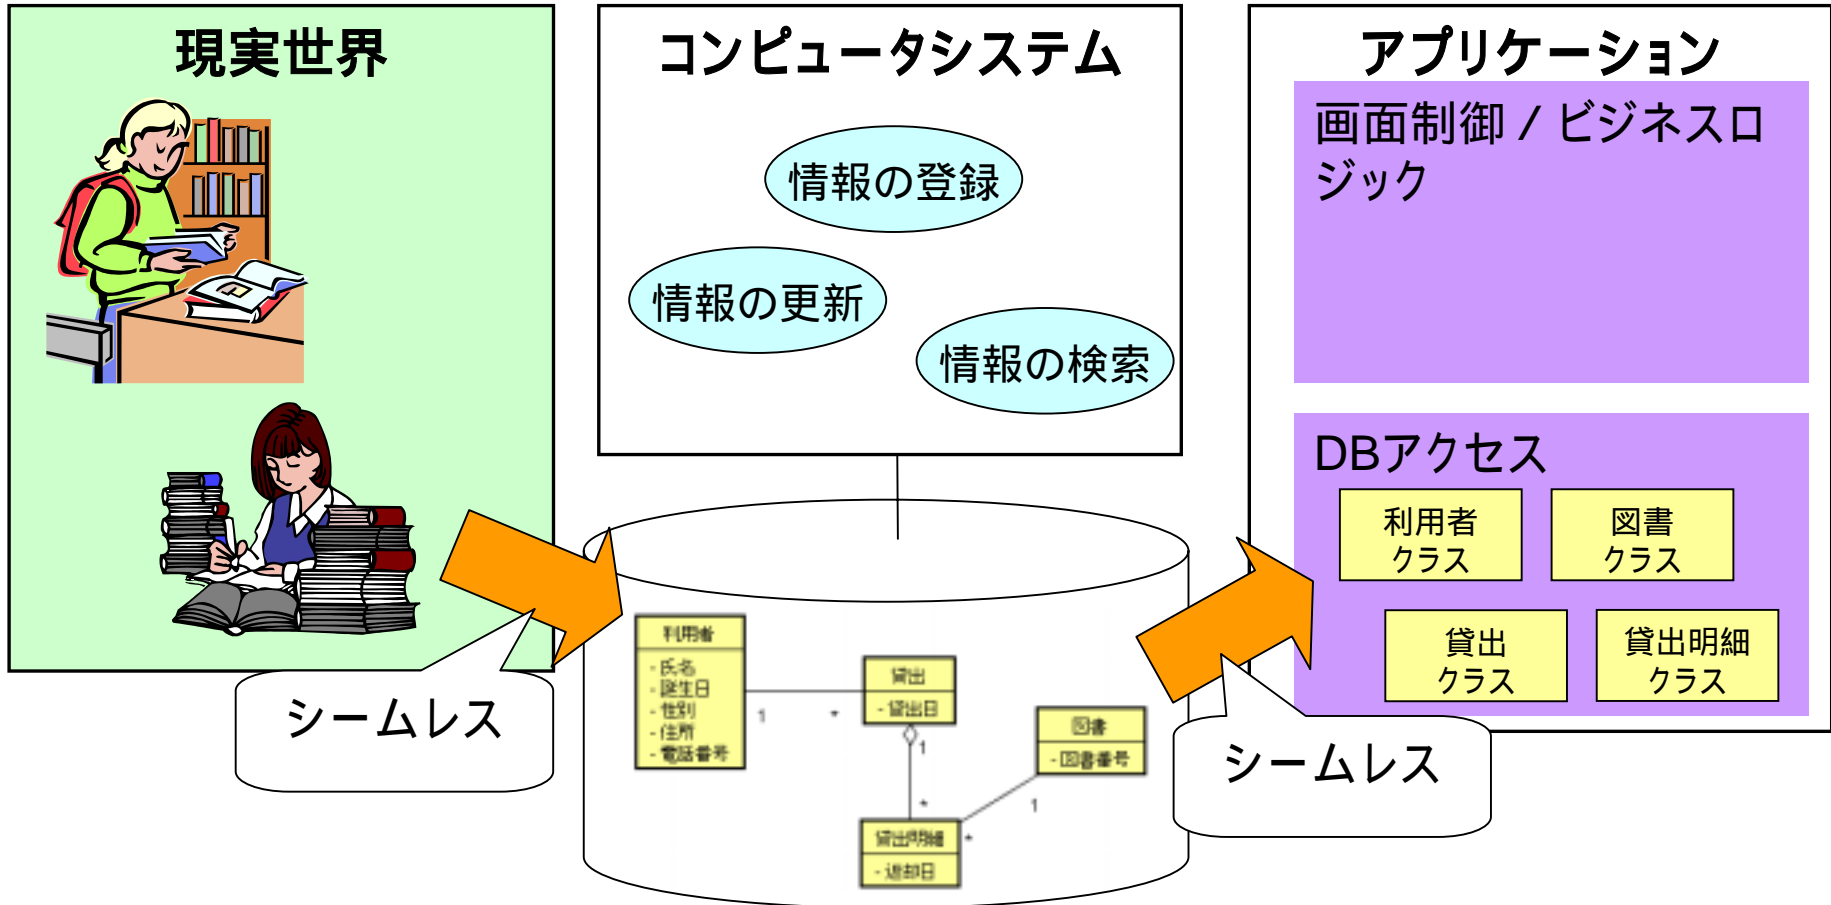 現実世界
コンピュータシステム
情報の登録
情報の更新
情報の検索
アプリケーション
画面制御 / ビジネスロ
ジック
DBアクセス
利用者
クラス
図書
クラス
貸出
クラス
貸出明細
クラス
シームレス
利用者
- 氏名
- 誕生日
- 性別
- 住所
- 電話番号
1
*
貸出
- 貸出日
1
*
図書
- 図書番号
1
*
貸出明細
- 返却日
シームレス